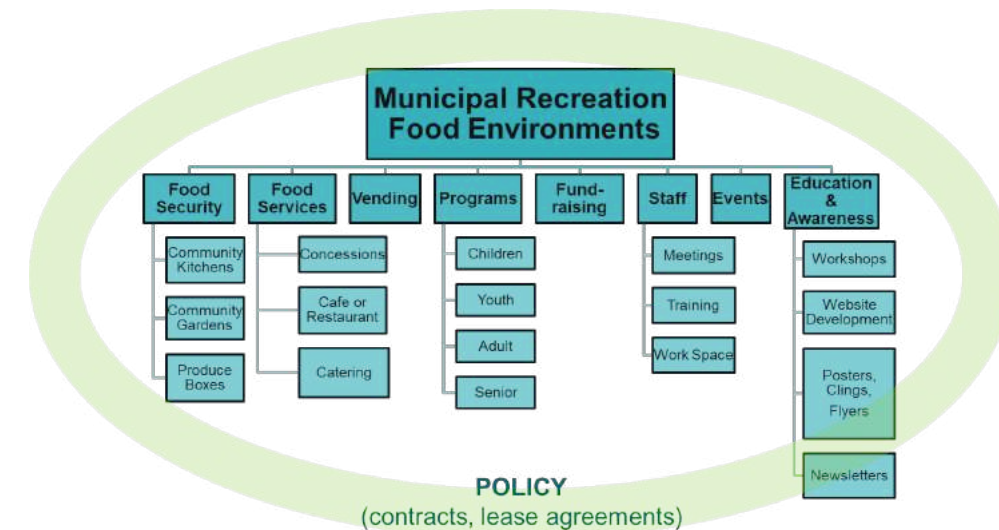 Municipal Recreation
Food Environments
Food
Security
Food
Services
Vending
Programs
Fund-
raising
Staff
Events
Education
&
Awareness
Community
Kitchens
Community
Gardens
Produce
Boxes
Concessions
Cafe or
Restaurant
Catering
Children
Youth
Adult
Senior
Meetings
Training
Work Space
Workshops
Website
Development
Posters,
Clings,
Flyers
Newsletters
POLICY
(contracts, lease agreements)